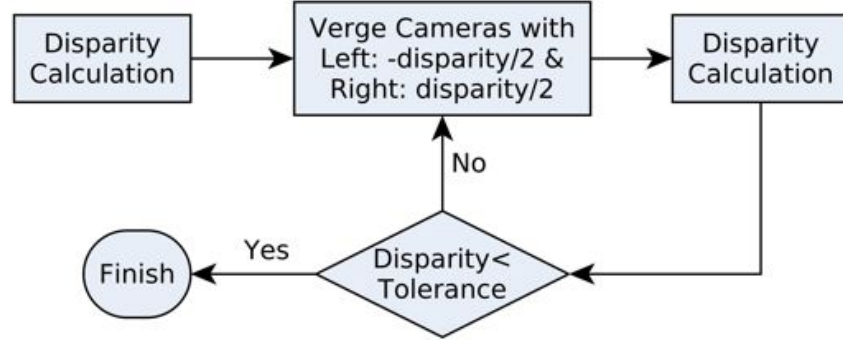 Disparity
Calculation
Verge Cameras with
Left: -disparity/2 &
Right: disparity/2
Disparity
Calculation
No
Yes
Finish
Disparity<
Tolerance